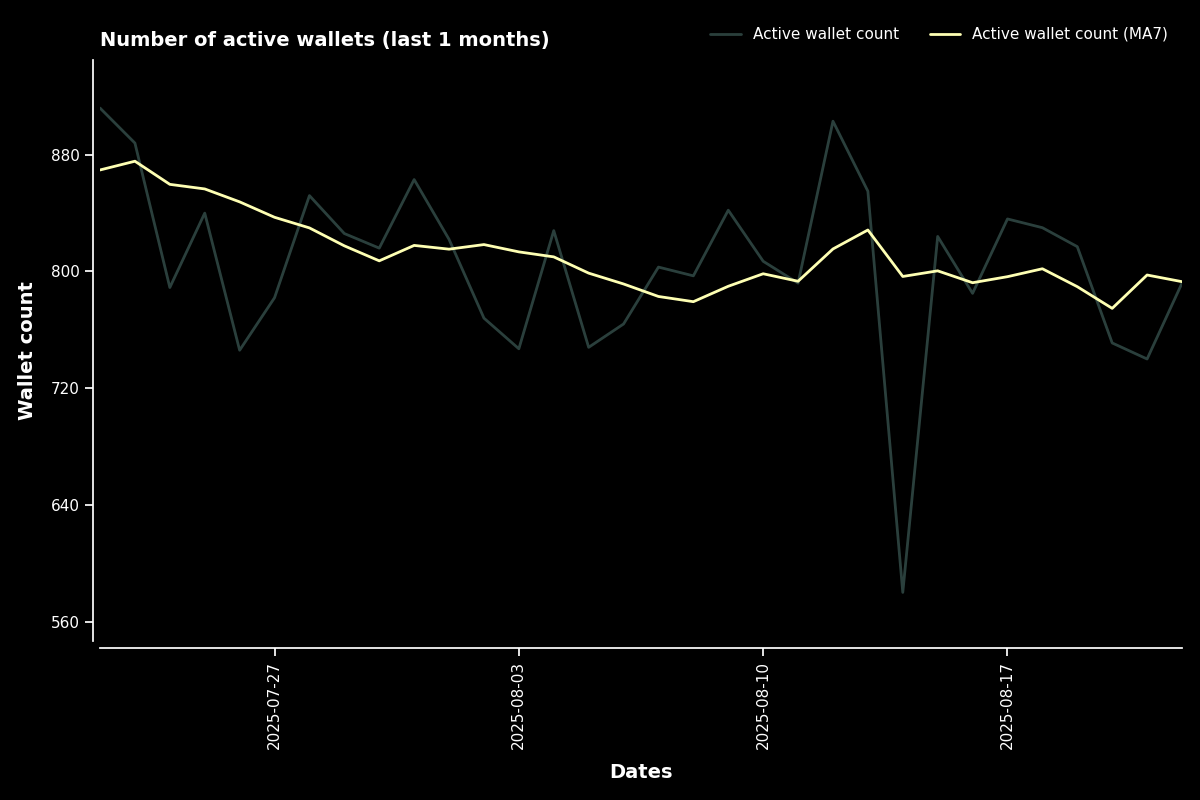 Number of active wallets (last 1 months)
Active wallet count
Active wallet count (MA7)
Wallet count
880
800
720
640
560
2025-07-27
2025-08-03
2025-08-10
2025-08-17
Dates